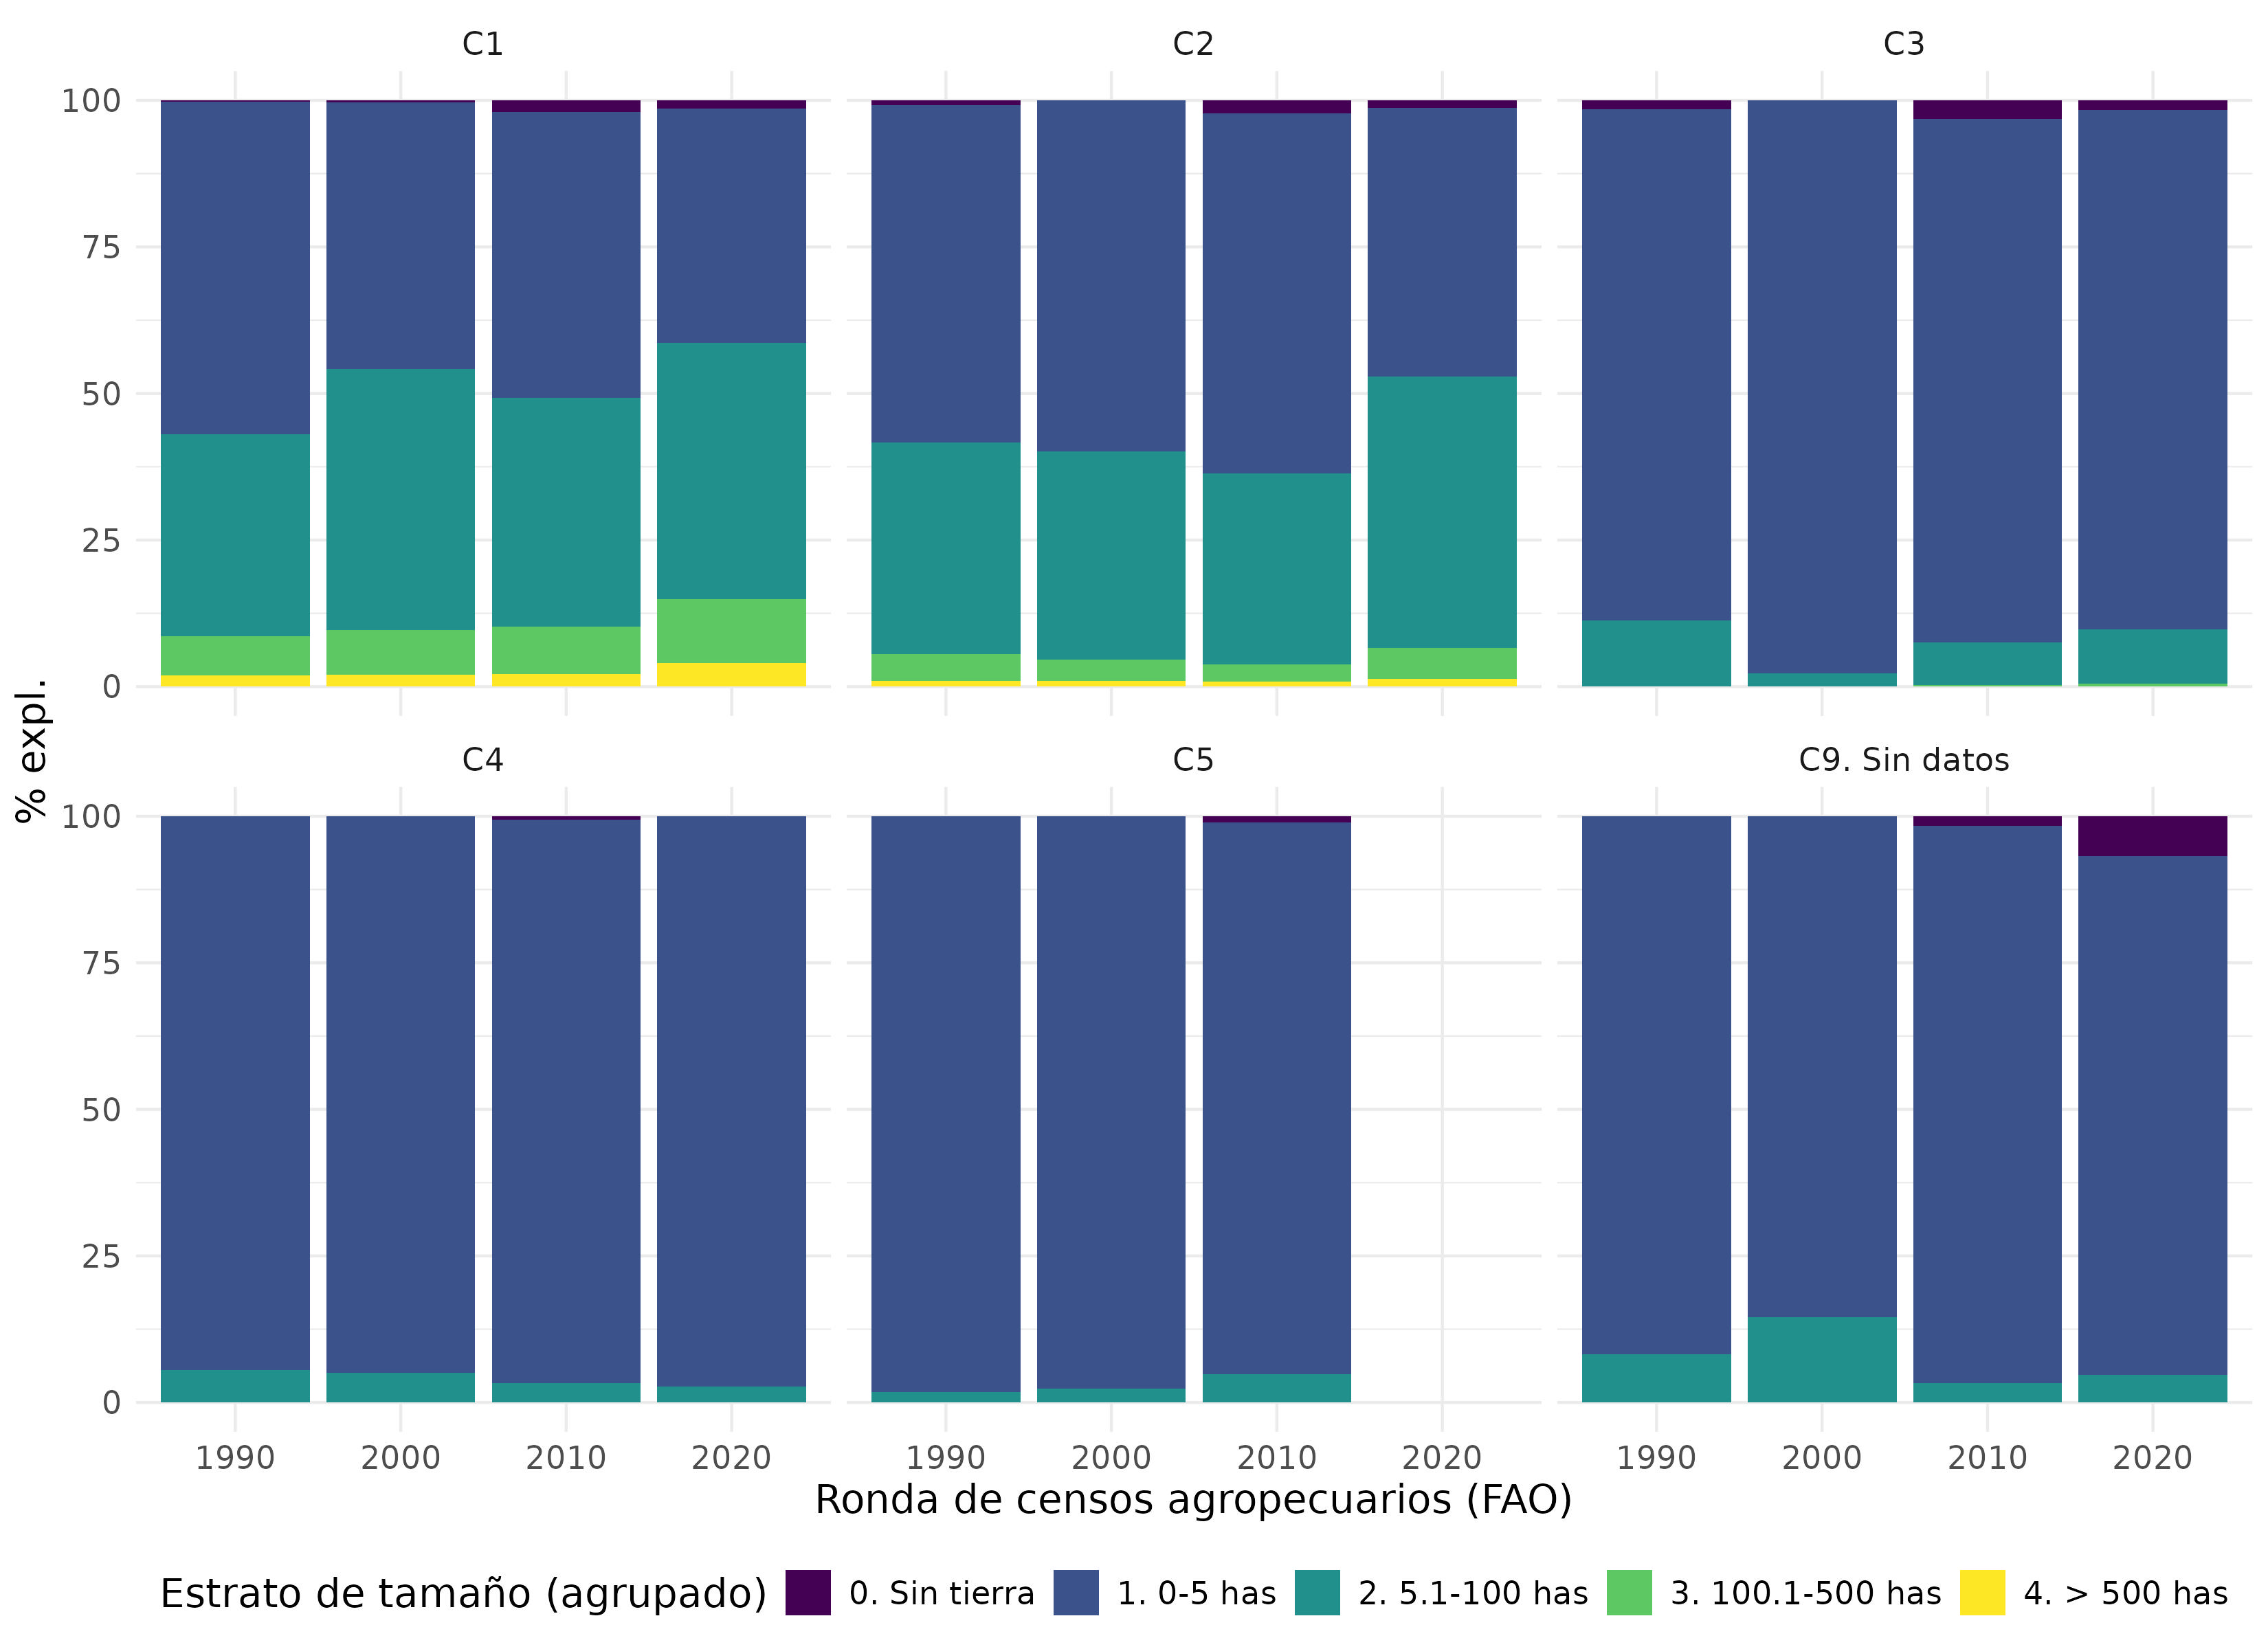 C1 C2 C3
100
75
50
25
0
% expl.
C4 C5 C9. Sin datos
100
75
50
25
0
1990 2000 2010 2020 1990 2000 2010 2020 1990 2000 2010 2020
Ronda de censos agropecuarios (FAO)
Estrato de tamaño (agrupado) 0. Sin tierra 1. 0-5 has 2. 5.1-100 has 3. 100.1-500 has 4. > 500 has